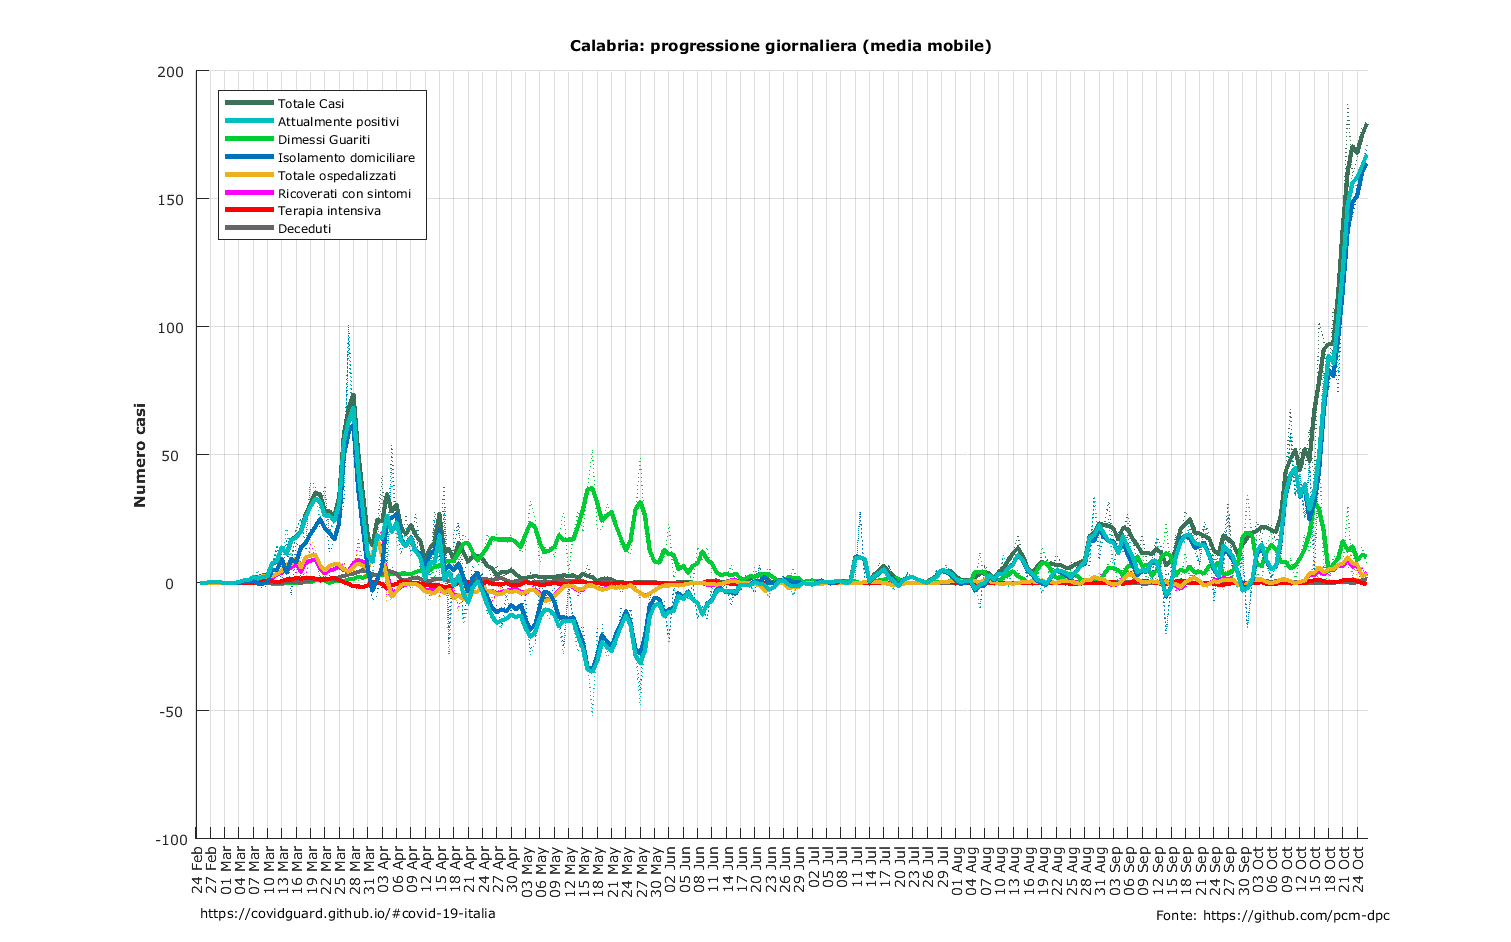 Calabria: progressione giornaliera (media mobile)
200
150
100
50
0
-50
-100
Numero casi
Totale Casi
Attualmente positivi
Dimessi Guariti
Isolamento domiciliare
Totale ospedalizzati
Ricoverati con sintomi
Terapia intensiva
Deceduti
24 Feb
27 Feb
01 Mar
04 Mar
07 Mar
10 Mar
13 Mar
16 Mar
19 Mar
22 Mar
25 Mar
28 Mar
31 Mar
03 Apr
06 Apr
09 Apr
12 Apr
15 Apr
18 Apr
21 Apr
24 Apr
27 Apr
30 Apr
03 May
06 May
09 May
12 May
15 May
18 May
21 May
24 May
27 May
30 May
02 Jun
05 Jun
08 Jun
11 Jun
14 Jun
17 Jun
20 Jun
23 Jun
26 Jun
29 Jun
02 Jul
05 Jul
08 Jul
11 Jul
14 Jul
17 Jul
20 Jul
23 Jul
26 Jul
29 Jul
01 Aug
04 Aug
07 Aug
10 Aug
13 Aug
16 Aug
19 Aug
22 Aug
25 Aug
28 Aug
31 Aug
03 Sep
06 Sep
09 Sep
12 Sep
15 Sep
18 Sep
21 Sep
24 Sep
27 Sep
30 Sep
03 Oct
06 Oct
09 Oct
12 Oct
15 Oct
18 Oct
21 Oct
24 Oct
https://covidguard.github.io/#covid-19-italia
Fonte: https://github.com/pcm-dpc